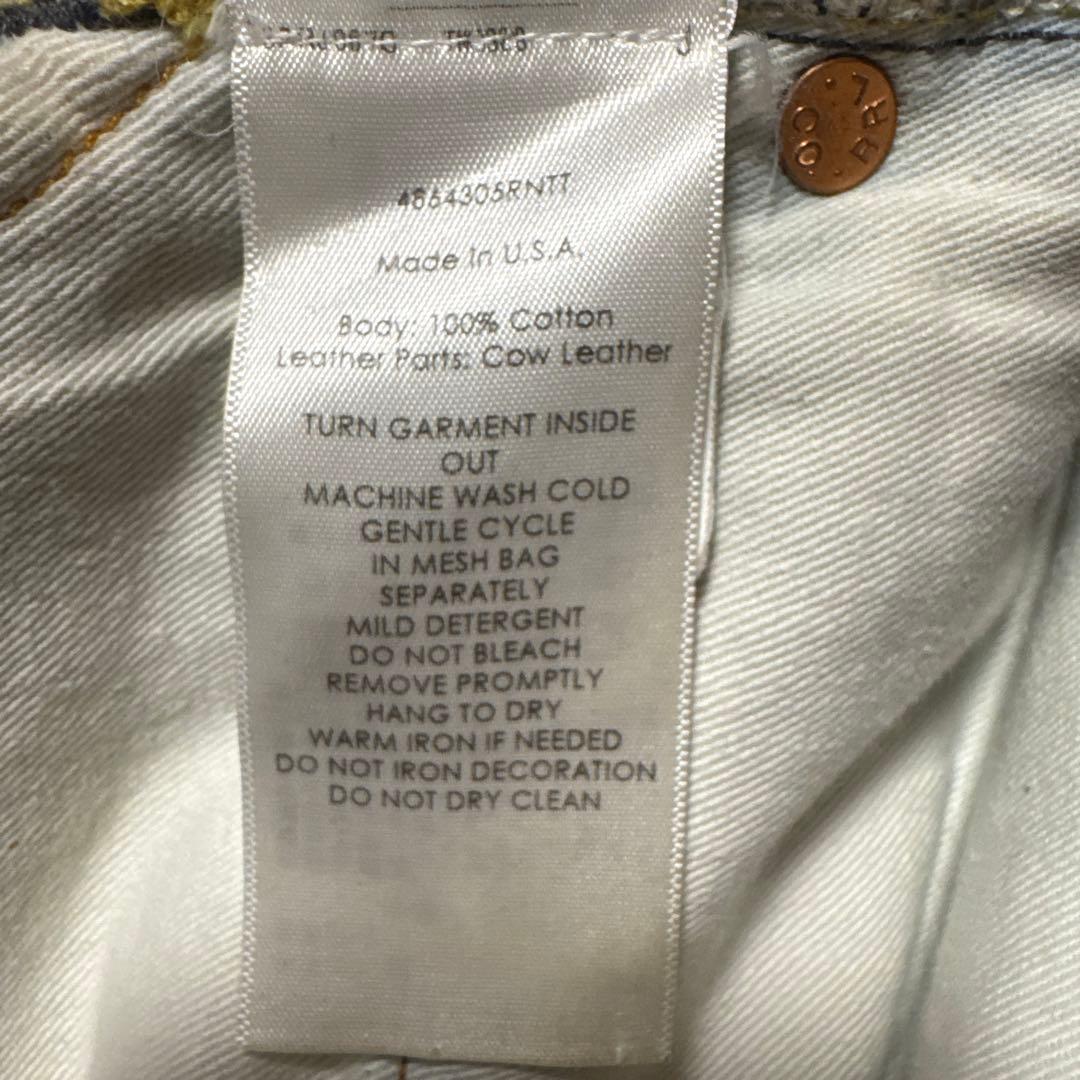 4864305RNTT
Made in U.S.A.
Body: 100% Cotton
Leather Parts: Cow Leather
TURN GARMENT INSIDE
OUT
MACHINE WASH COLD
GENTLE CYCLE
IN MESH BAG
SEPARATELY
MILD DETERGENT
DO NOT BLEACH
REMOVE PROMPTLY
HANG TO DRY
WARM IRON IF NEEDED
DO NOT IRON DECORATION
DO NOT DRY CLEAN